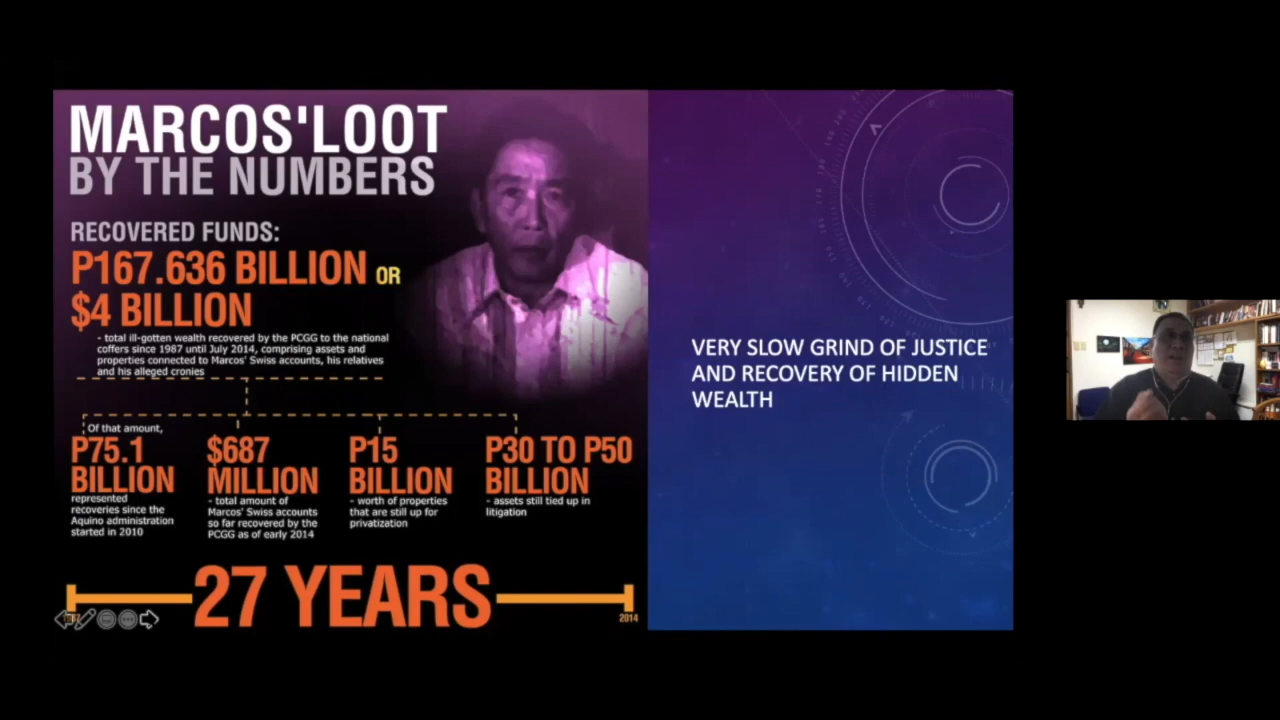 MARCOS'LOOT
BY THE NUMBERS
RECOVERED FUNDS:
P167.636 BILLION OR
$4 BILLION
- total ill-gotten wealth recovered by the PCGG to the national
coffers since 1987 until July 2014, comprising assets and
properties connected to Marcos' Swiss accounts, his relatives
and his alleged cronies
Of that amount,
P75.1
BILLION
represented
recoveries since the
Aquino administration
started in 2010
$687
MILLION
- total amount of
Marcos' Swiss accounts
so far recovered by the
PCGG as of early 2014
P15
BILLION
- worth of properties
that are still up for
privatization
P30 TO P50
BILLION
- assets still tied up in
litigation
27 YEARS
2014
VERY SLOW GRIND OF JUSTICE
AND RECOVERY OF HIDDEN
WEALTH